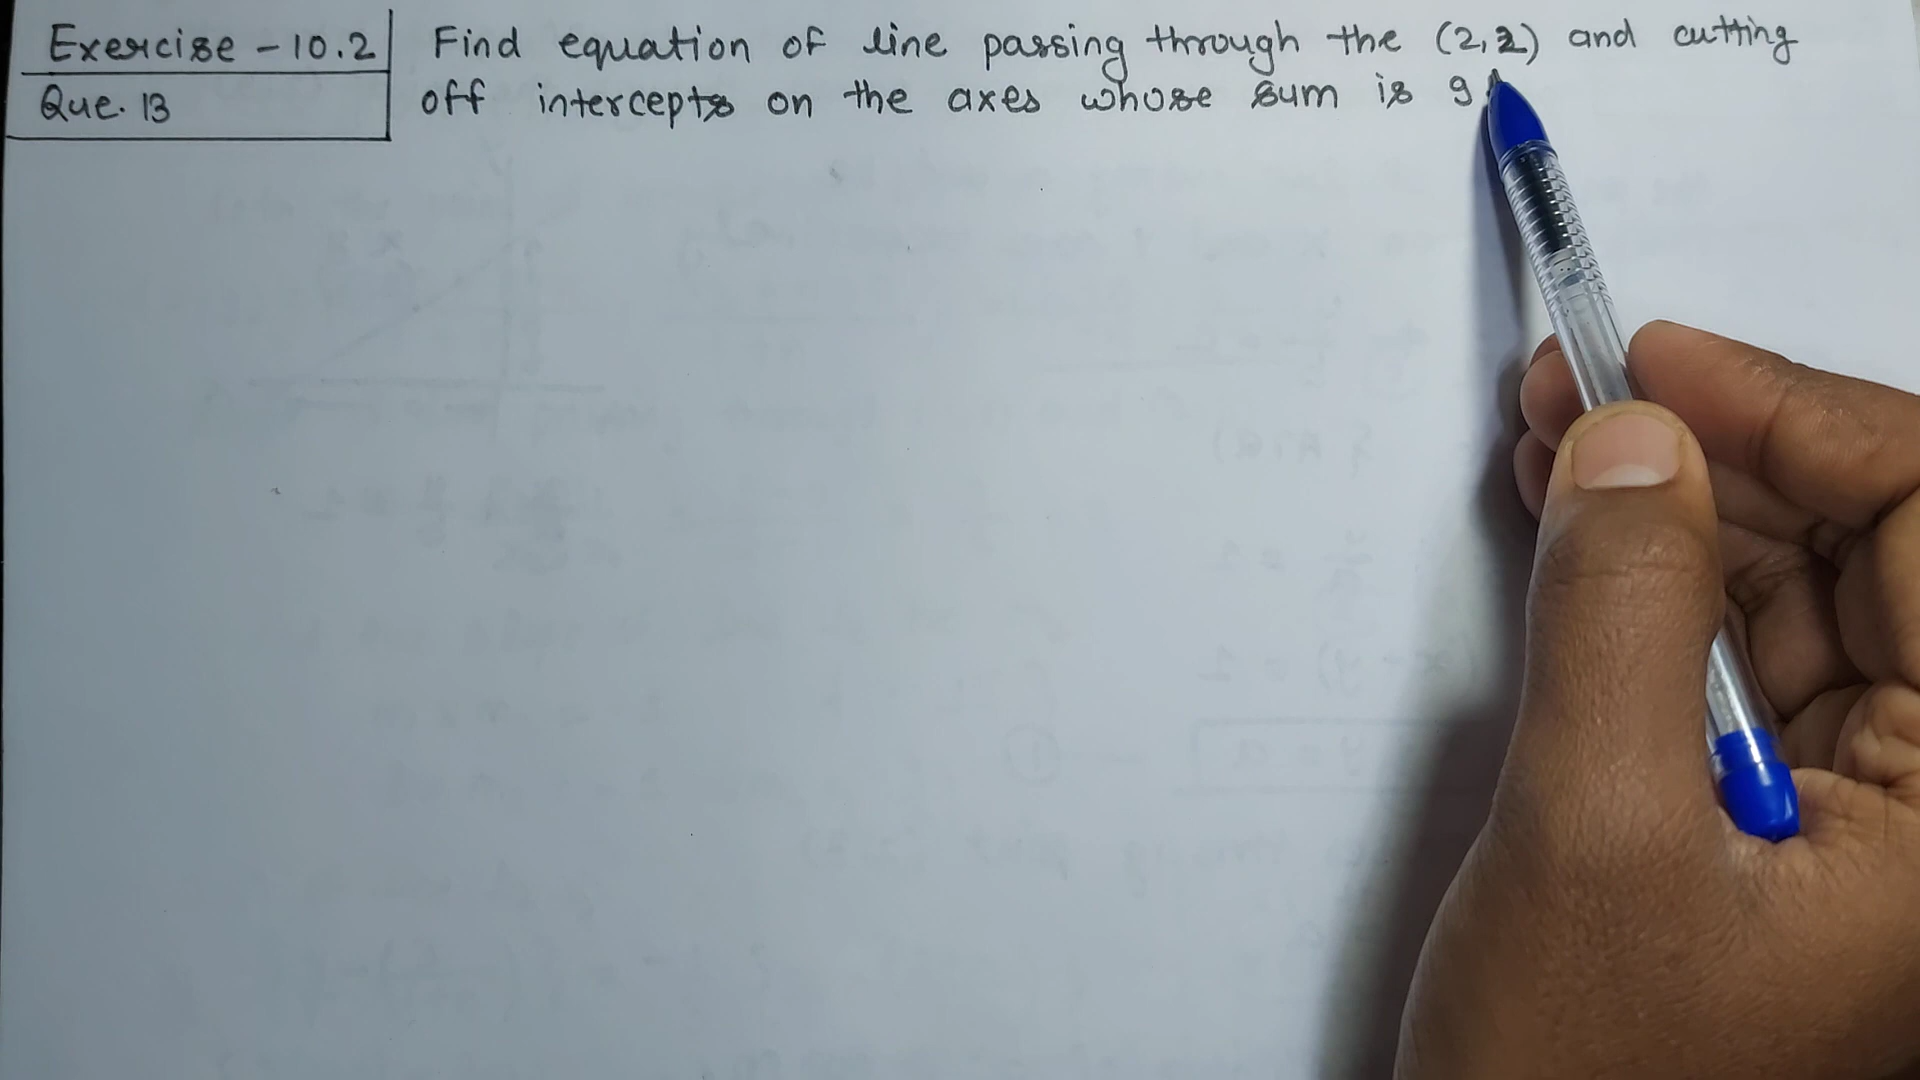 Exercise - 10.2
Que. 13
Find equation of line passing through the (2,2) and cutting
off intercepts on the axes whose sum is 9